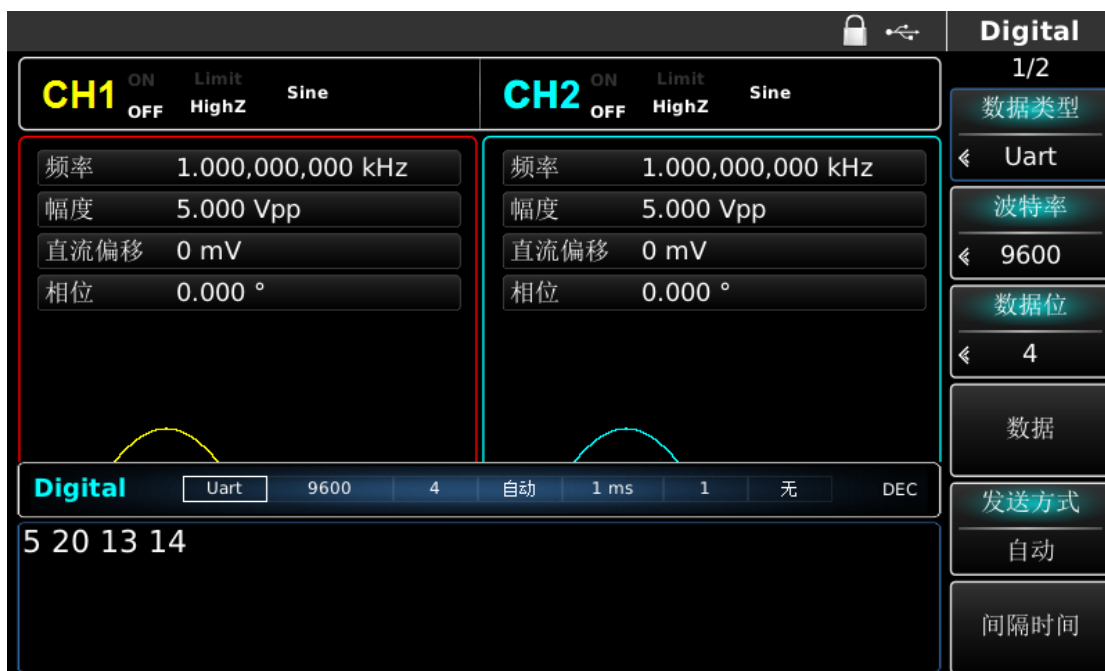 Digital
1/2
CH1 ON OFF Limit HighZ Sine
CH2 ON OFF Limit HighZ Sine
频率 1.000,000,000 kHz
幅度 5.000 Vpp
直流偏移 0 mV
相位 0.000 °
频率 1.000,000,000 kHz
幅度 5.000 Vpp
直流偏移 0 mV
相位 0.000 °
Digital Uart 9600 4 自动 1 ms 1 无 DEC
5 20 13 14
数据类型
Uart
波特率
9600
数据位
4
数据
发送方式
自动
间隔时间